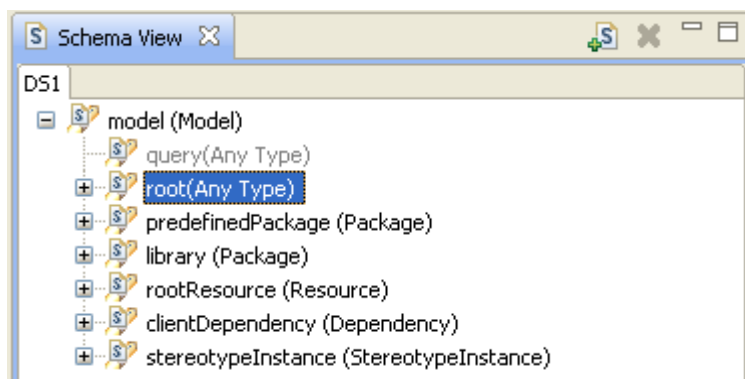 Schema View
DS1
model (Model)
query(Any Type)
root(Any Type)
predefinedPackage (Package)
library (Package)
rootResource (Resource)
clientDependency (Dependency)
stereotypeInstance (StereotypeInstance)